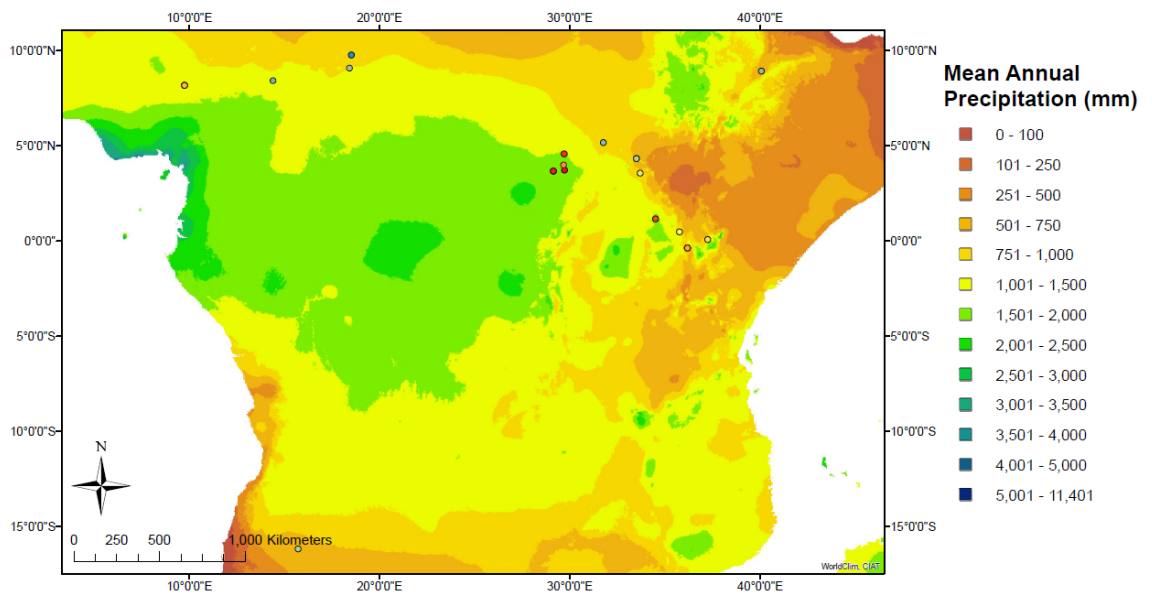 10°0'0"E 20°0'0"E 30°0'0"E 40°0'0"E
10°0'0"N 10°0'0"N
5°0'0"N 5°0'0"N
0°0'0" 0°0'0"
5°0'0"S 5°0'0"S
10°0'0"S 10°0'0"S
15°0'0"S 15°0'0"S
N
0 250 500 1,000 Kilometers
WorldClim, CIAT
10°0'0"E 20°0'0"E 30°0'0"E 40°0'0"E
Mean Annual
Precipitation (mm)
0 - 100
101 - 250
251 - 500
501 - 750
751 - 1,000
1,001 - 1,500
1,501 - 2,000
2,001 - 2,500
2,501 - 3,000
3,001 - 3,500
3,501 - 4,000
4,001 - 5,000
5,001 - 11,401